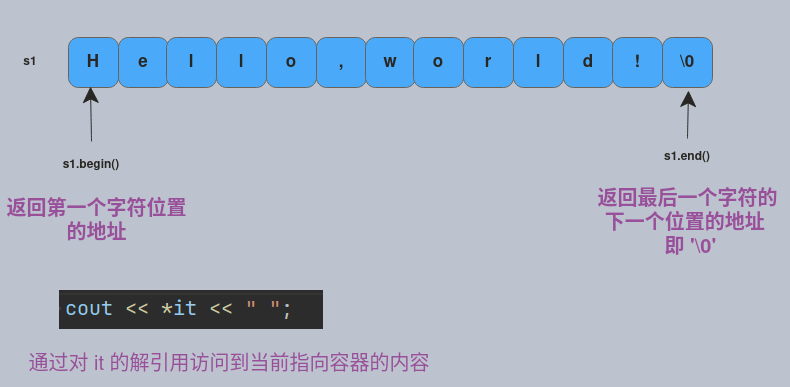 s1 H e l l o , w o r l d ! \0
s1.begin()
s1.end()
返回第一个字符位置
的地址
返回最后一个字符的
下一个位置的地址
即 '\0'
cout << *it << " ";
通过对 it 的解引用访问到当前指向容器的内容